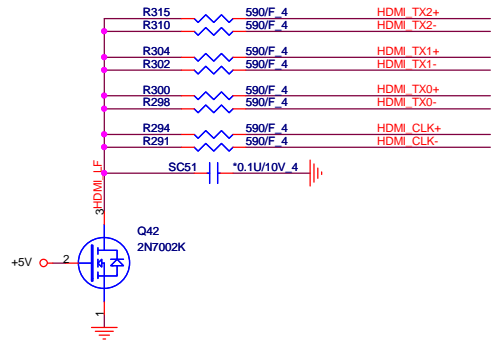 R315 590/F_4 HDMI_TX2+
R310 590/F_4 HDMI_TX2-
R304 590/F_4 HDMI_TX1+
R302 590/F_4 HDMI_TX1-
R300 590/F_4 HDMI_TX0+
R298 590/F_4 HDMI_TX0-
R294 590/F_4 HDMI_CLK+
R291 590/F_4 HDMI_CLK-
SC51 *0.1U/10V_4
HDMI_LF
3
Q42
2N7002K
+5V 2
1